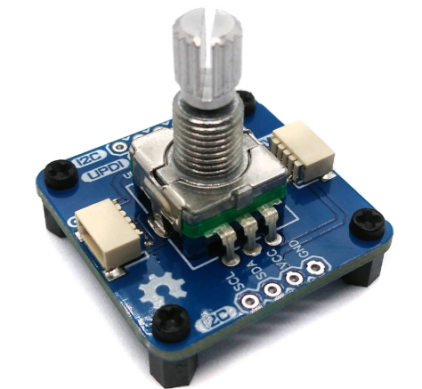 I2C
UPDI
SCL
SDA
VCC
GND
I2C